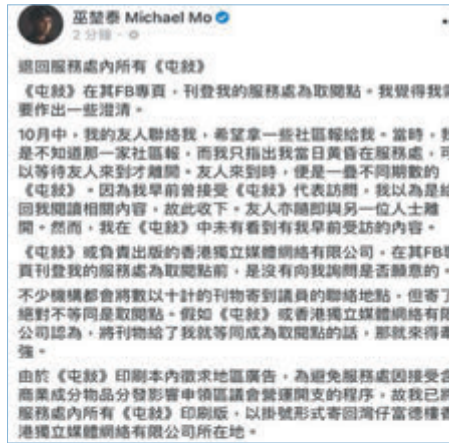 巫堃泰 Michael Mo
2 分鐘
退回服務處內所有《屯鼓》
《屯鼓》在其FB專頁，刊登我的服務處為取閱點。我覺得我需
要作出一些澄清。
10月中，我的友人聯絡我，希望拿一些社區報給我。當時，我
是不知道那一家社區報，而我只指出我當日黃昏在服務處，可
以等待友人來到才離開。友人來到時，便是一疊不同期數的
《屯鼓》。因為我早前曾接受《屯鼓》代表訪問，我以為是給
回我閱讀相關內容，故此收下。友人亦隨即與另一位人士離
開。然而，我在《屯鼓》中未有看到有我早前受訪的內容。
《屯鼓》或負責出版的香港獨立媒體網絡有限公司，在其FB專
頁刊登我的服務處為取閱點前，是沒有向我詢問是否願意的。
不少機構都會將數以十計的刊物寄到議員的聯絡地點，但寄了
絕對不等同是取閱點。假如《屯鼓》或香港獨立媒體網絡有限
公司認為，將刊物給了我就等同成為取閱點的話，那就來得牽
強。
由於《屯鼓》印刷本內徵求地區廣告，為避免服務處因接受含
商業成分物品分發影響申領區議會營運開支的程序，故我已將
服務處內所有《屯鼓》印刷版，以掛號形式寄回灣仔富德樓香
港獨立媒體網絡有限公司所在地。